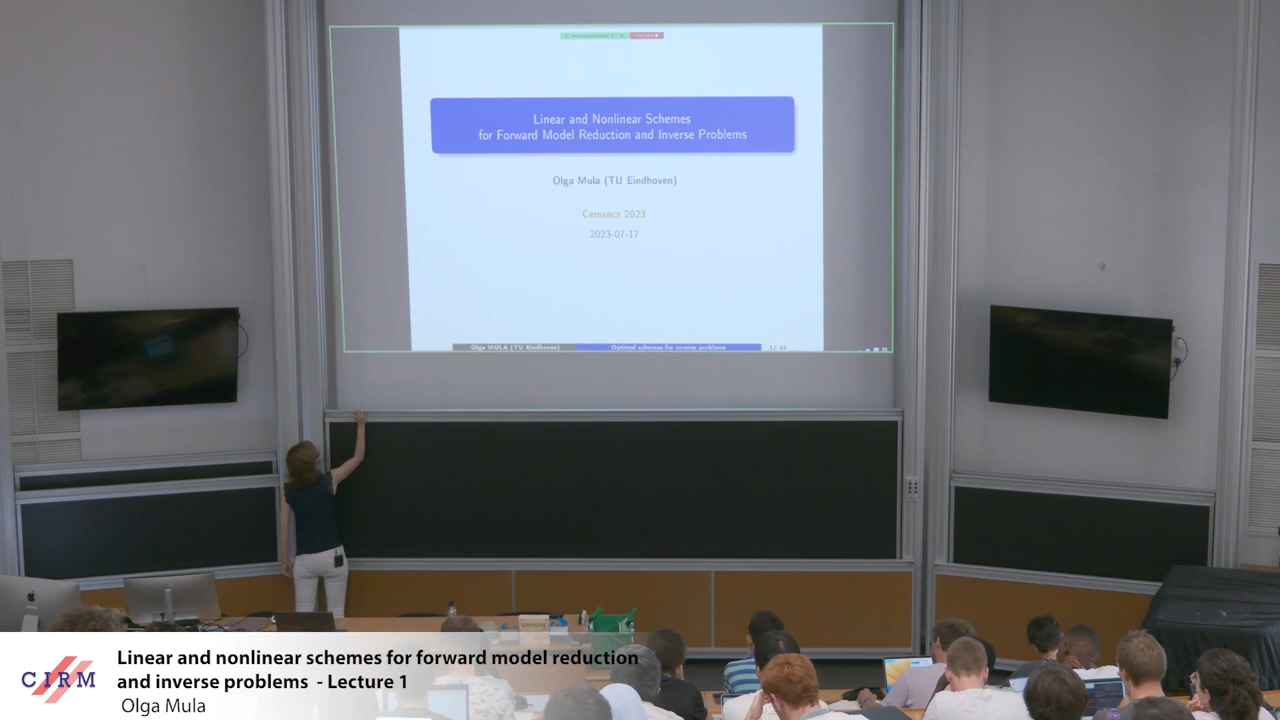 Linear and Nonlinear Schemes
for Forward Model Reduction and Inverse Problems
Olga Mula (TU Eindhoven)
Cemracs 2023
2023-07-17
Olga MULA (TU Eindhoven) Optimal schemes for inverse problems
CIRM
Linear and nonlinear schemes for forward model reduction
and inverse problems - Lecture 1
Olga Mula